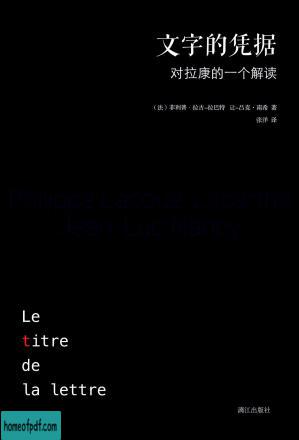 文字的凭据
对拉康的一个解读
（法）菲利普·拉古-拉巴特 让-吕克·南希 著
张洋 译
Philippe Lacoue-Labarthe
Jean-Luc Nancy
Le
titre
de
la lettre
漓江出版社
homeofpdf.com